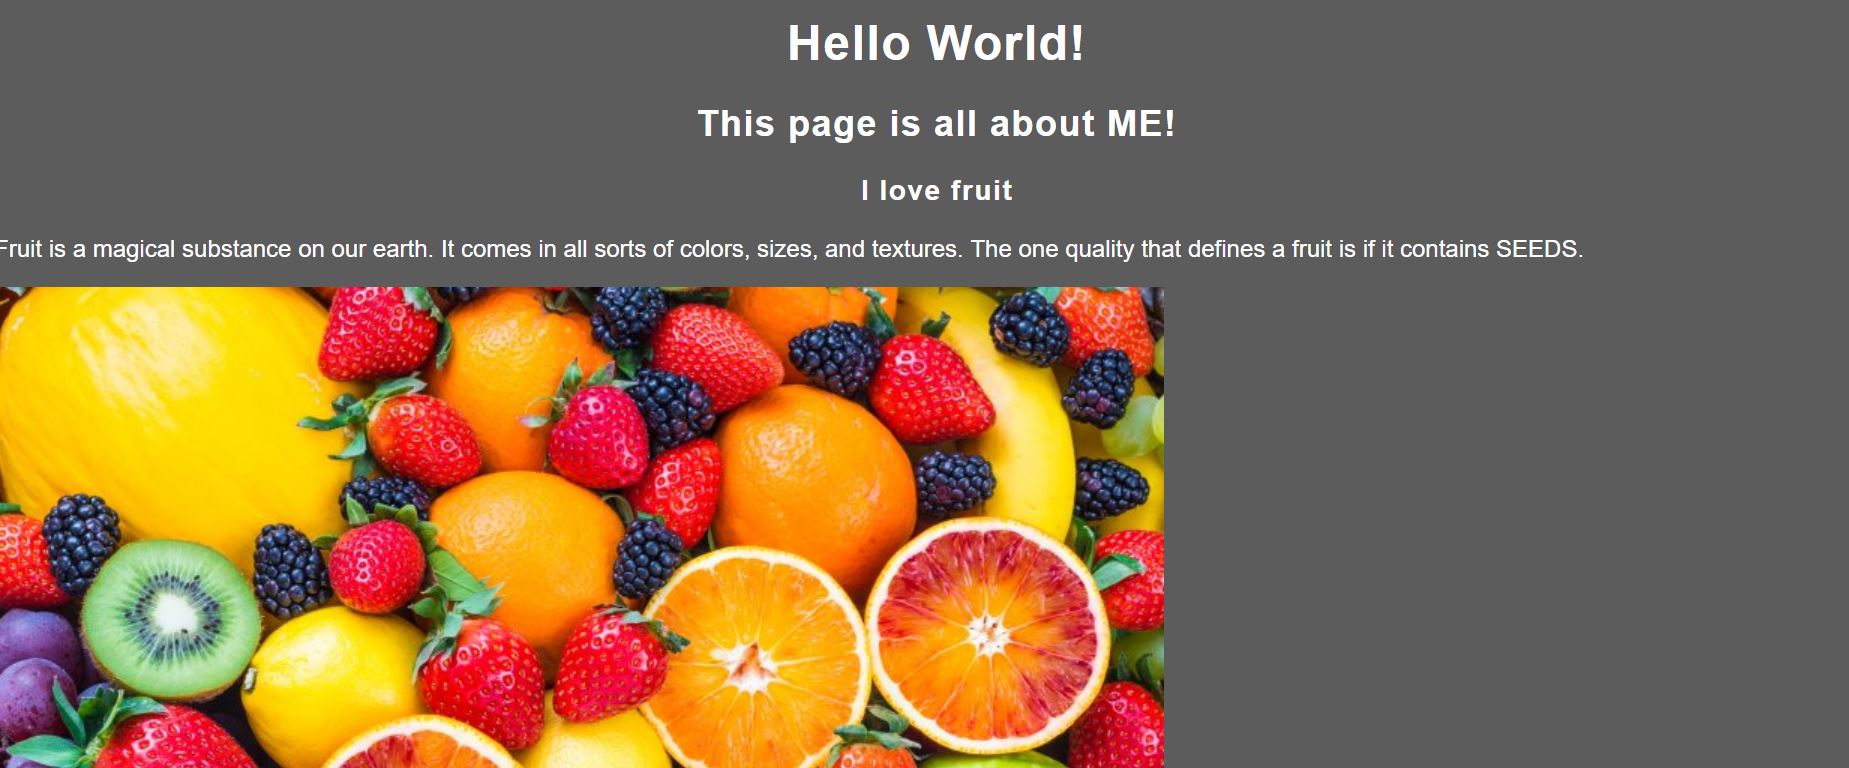 Hello World!
This page is all about ME!
I love fruit
Fruit is a magical substance on our earth. It comes in all sorts of colors, sizes, and textures. The one quality that defines a fruit is if it contains SEEDS.